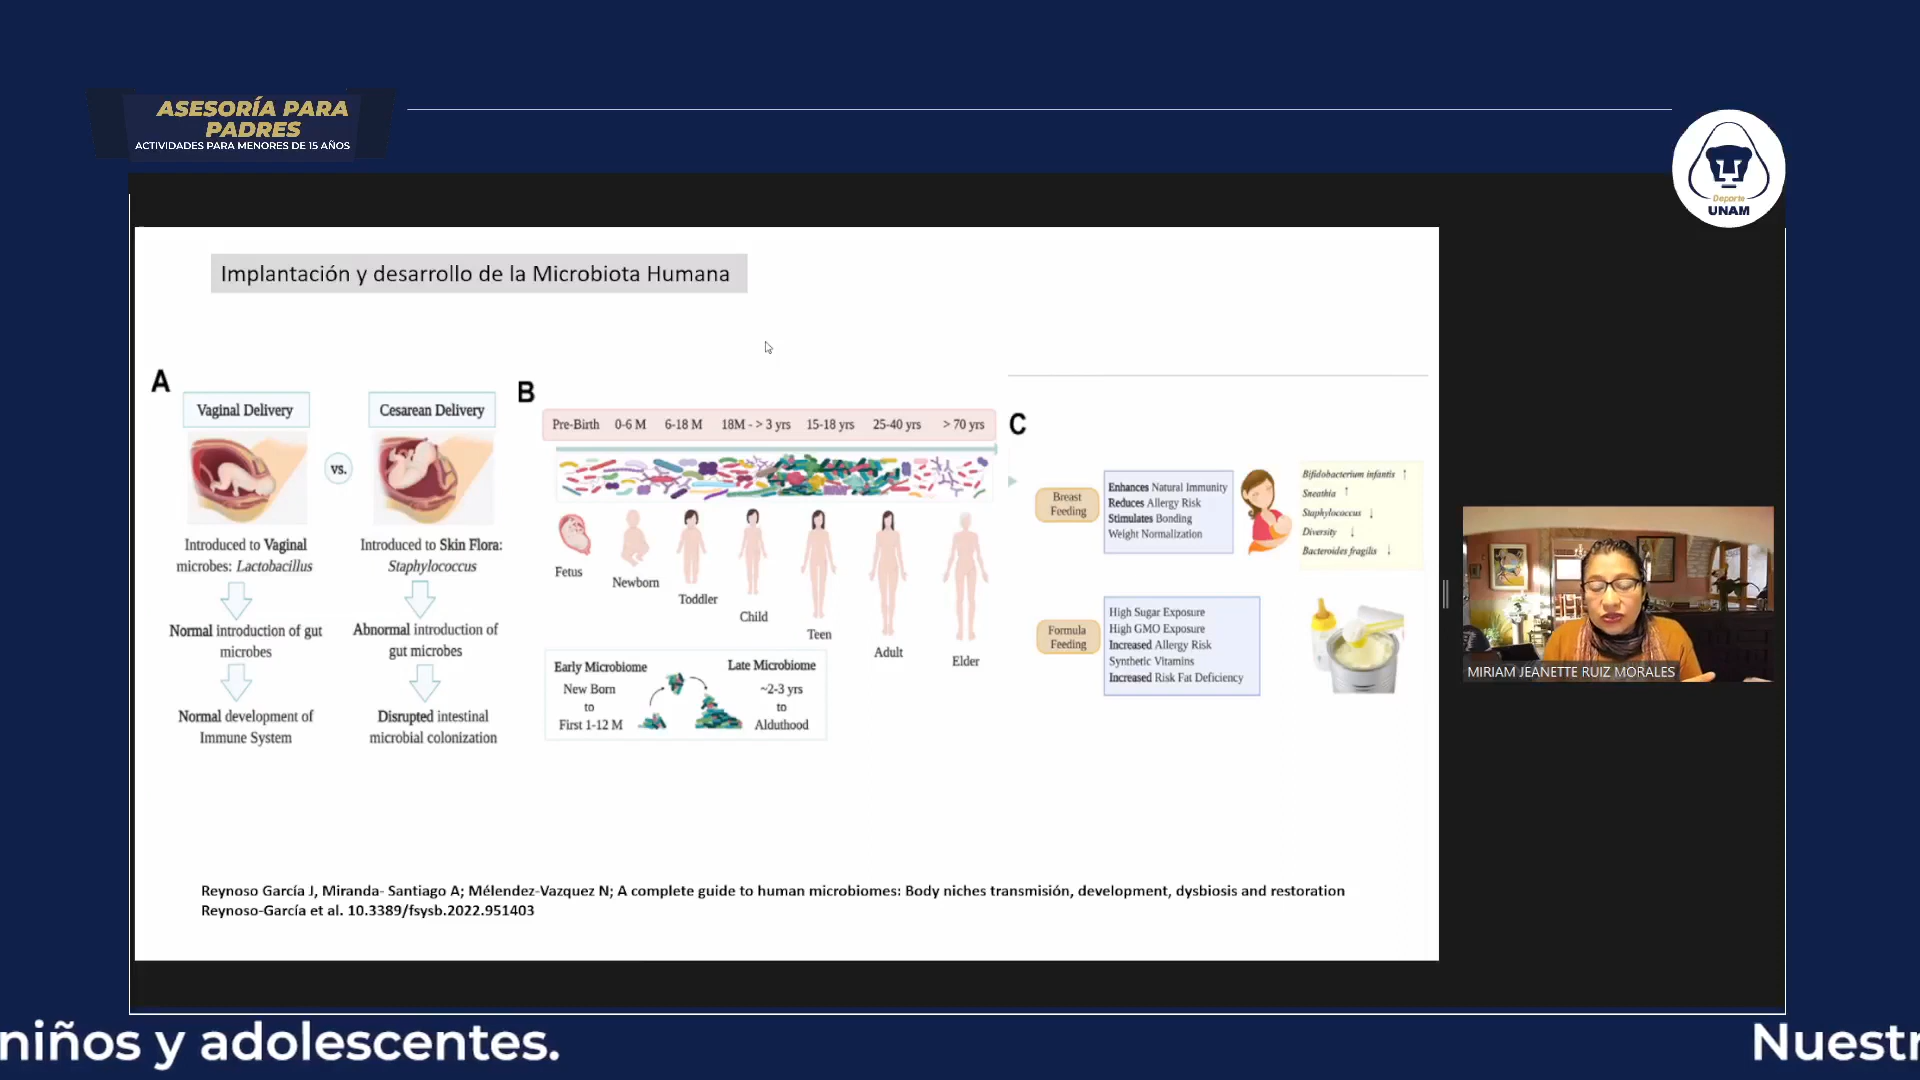 ASESORÍA PARA
PADRES
ACTIVIDADES PARA MENORES DE 15 AÑOS
Deporte
UNAM
Implantación y desarrollo de la Microbiota Humana
A
Vaginal Delivery
vs.
Cesarean Delivery
Introduced to Vaginal
microbes: Lactobacillus
Normal introduction of gut
microbes
Normal development of
Immune System
Introduced to Skin Flora:
Staphylococcus
Abnormal introduction of
gut microbes
Disrupted intestinal
microbial colonization
B
Pre-Birth 0-6 M 6-18 M 18M - > 3 yrs 15-18 yrs 25-40 yrs > 70 yrs
Fetus
Newborn
Toddler
Child
Teen
Adult
Elder
Early Microbiome
New Born
to
First 1-12 M
Late Microbiome
~2-3 yrs
to
Alduthood
C
Breast
Feeding
Enhances Natural Immunity
Reduces Allergy Risk
Stimulates Bonding
Weight Normalization
Bifidobacterium infantis ↑
Sneathia ↑
Staphylococcus ↓
Diversity ↓
Bacteroides fragilis ↓
Formula
Feeding
High Sugar Exposure
High GMO Exposure
Increased Allergy Risk
Synthetic Vitamins
Increased Risk Fat Deficiency
MIRIAM JEANETTE RUIZ MORALES
Reynoso García J, Miranda- Santiago A; Mélendez-Vazquez N; A complete guide to human microbiomes: Body niches transmisión, development, dysbiosis and restoration
Reynoso-García et al. 10.3389/fsysb.2022.951403
niños y adolescentes.
Nuestr